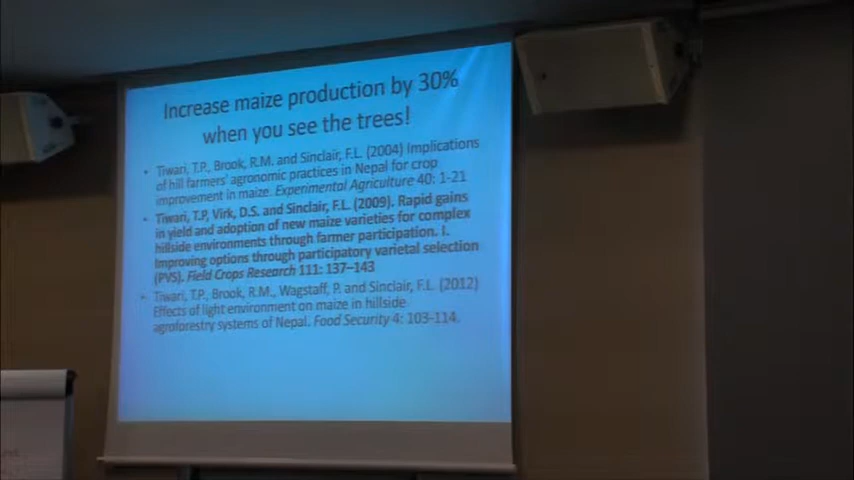 Increase maize production by 30%
when you see the trees!
• Tiwari, T.P., Brook, R.M. and Sinclair, F.L. (2004) Implications
of hill farmers' agronomic practices in Nepal for crop
improvement in maize. Experimental Agriculture 40: 1-21
• Tiwari, T.P, Virk, D.S. and Sinclair, F.L. (2009). Rapid gains
in yield and adoption of new maize varieties for complex
hillside environments through farmer participation. I.
Improving options through participatory varietal selection
(PVS). Field Crops Research 111: 137–143
• Tiwari, T.P., Brook, R.M., Wagstaff, P. and Sinclair, F.L. (2012)
Effects of light environment on maize in hillside
agroforestry systems of Nepal. Food Security 4: 103-114.